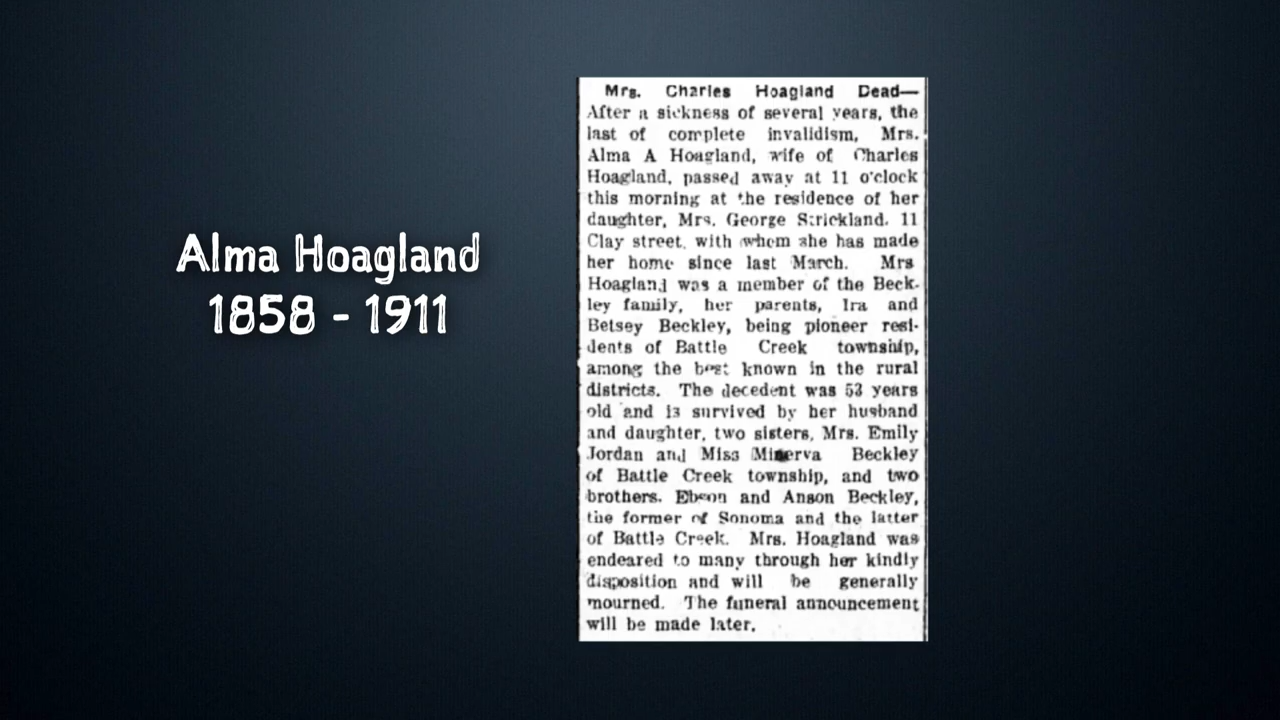 Alma Hoagland
1858 - 1911
Mrs. Charles Hoagland Dead—
After a sickness of several years, the
last of complete invalidism, Mrs.
Alma A Hoagland, wife of Charles
Hoagland, passed away at 11 o'clock
this morning at the residence of her
daughter, Mrs. George Strickland. 11
Clay street, with whom she has made
her home since last March. Mrs
Hoagland was a member of the Beck-
ley family, her parents, Ira and
Betsey Beckley, being pioneer resi-
dents of Battle Creek township,
among the best known in the rural
districts. The decedent was 53 years
old and is survived by her husband
and daughter, two sisters, Mrs. Emily
Jordan and Miss Minerva Beckley
of Battle Creek township, and two
brothers. Ebeon and Anson Beckley,
the former of Sonoma and the latter
of Battle Creek. Mrs. Hoagland was
endeared to many through her kindly
disposition and will be generally
mourned. The funeral announcement
will be made later.